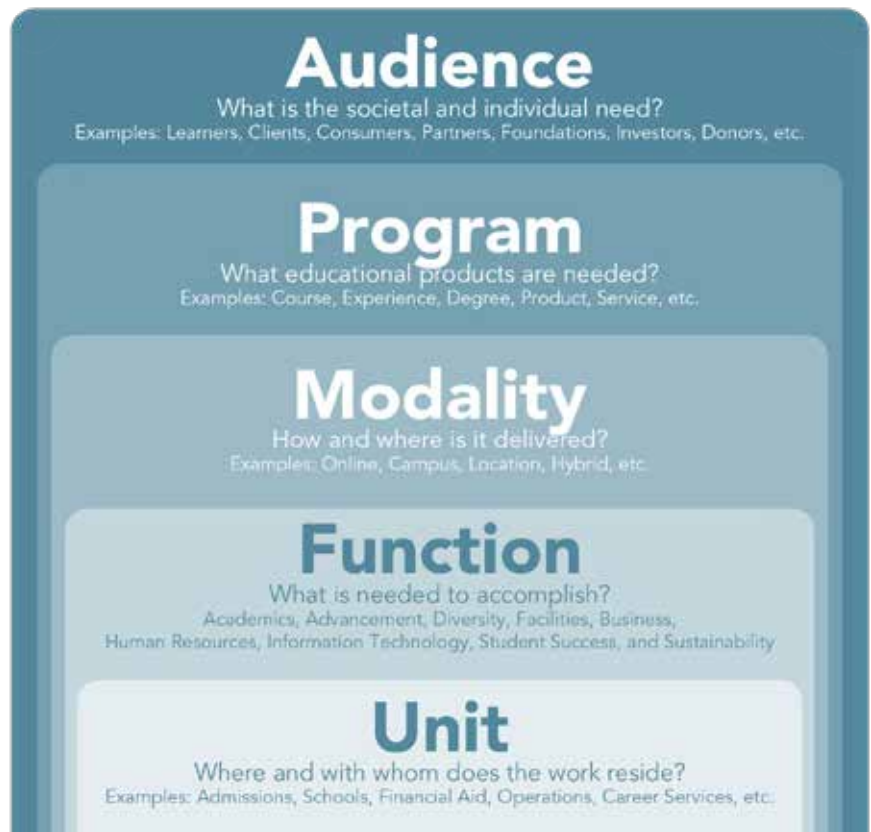 Audience
What is the societal and individual need?
Examples: Learners, Clients, Consumers, Partners, Foundations, Investors, Donors, etc.
Program
What educational products are needed?
Examples: Course, Experience, Degree, Product, Service, etc.
Modality
How and where is it delivered?
Examples: Online, Campus, Location, Hybrid, etc.
Function
What is needed to accomplish?
Academics, Advancement, Diversity, Facilities, Business,
Human Resources, Information Technology, Student Success, and Sustainability
Unit
Where and with whom does the work reside?
Examples: Admissions, Schools, Financial Aid, Operations, Career Services, etc.